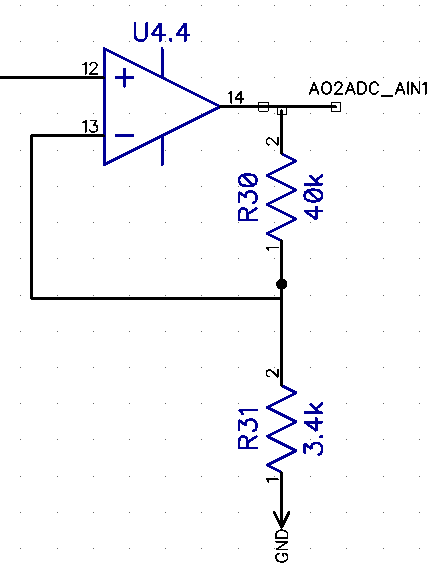 U4.4
12
+
14
AO2ADC_AIN1
13
−
2
R30
40k
1
2
R31
3.4k
1
GND